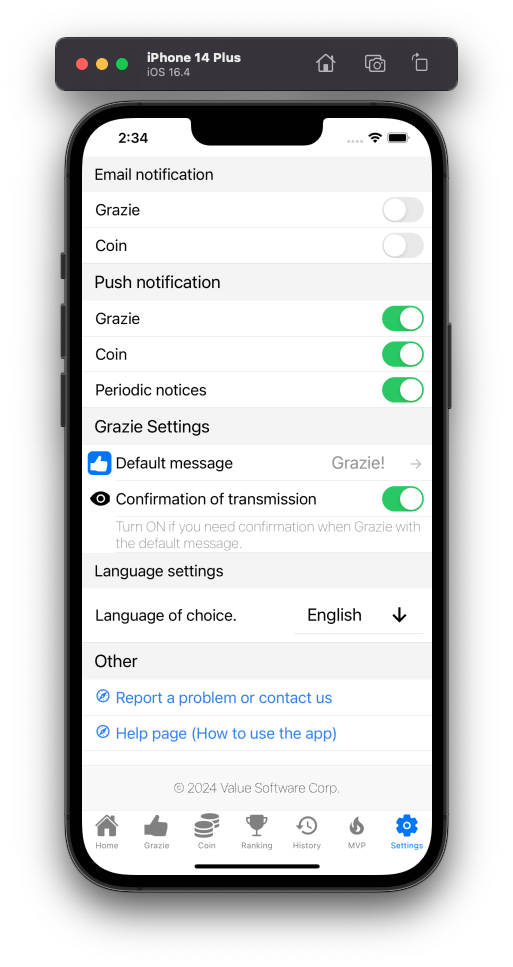 iPhone 14 Plus
iOS 16.4
2:34
Email notification
Grazie
Coin
Push notification
Grazie
Coin
Periodic notices
Grazie Settings
Default message Grazie!
Confirmation of transmission
Turn ON if you need confirmation when Grazie with
the default message.
Language settings
Language of choice. English
Other
Report a problem or contact us
Help page (How to use the app)
© 2024 Value Software Corp.
Home Grazie Coin Ranking History MVP Settings